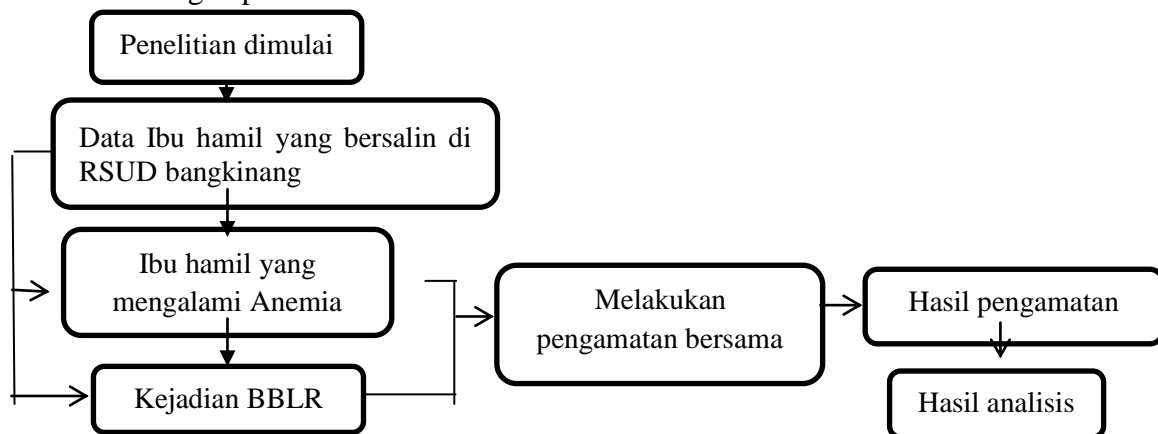 Penelitian dimulai
Data Ibu hamil yang bersalin di
RSUD bangkinang
Ibu hamil yang
mengalami Anemia
Kejadian BBLR
Melakukan
pengamatan bersama
Hasil pengamatan
Hasil analisis